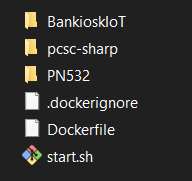 BankioskIoT
pcsc-sharp
PN532
.dockerignore
Dockerfile
start.sh